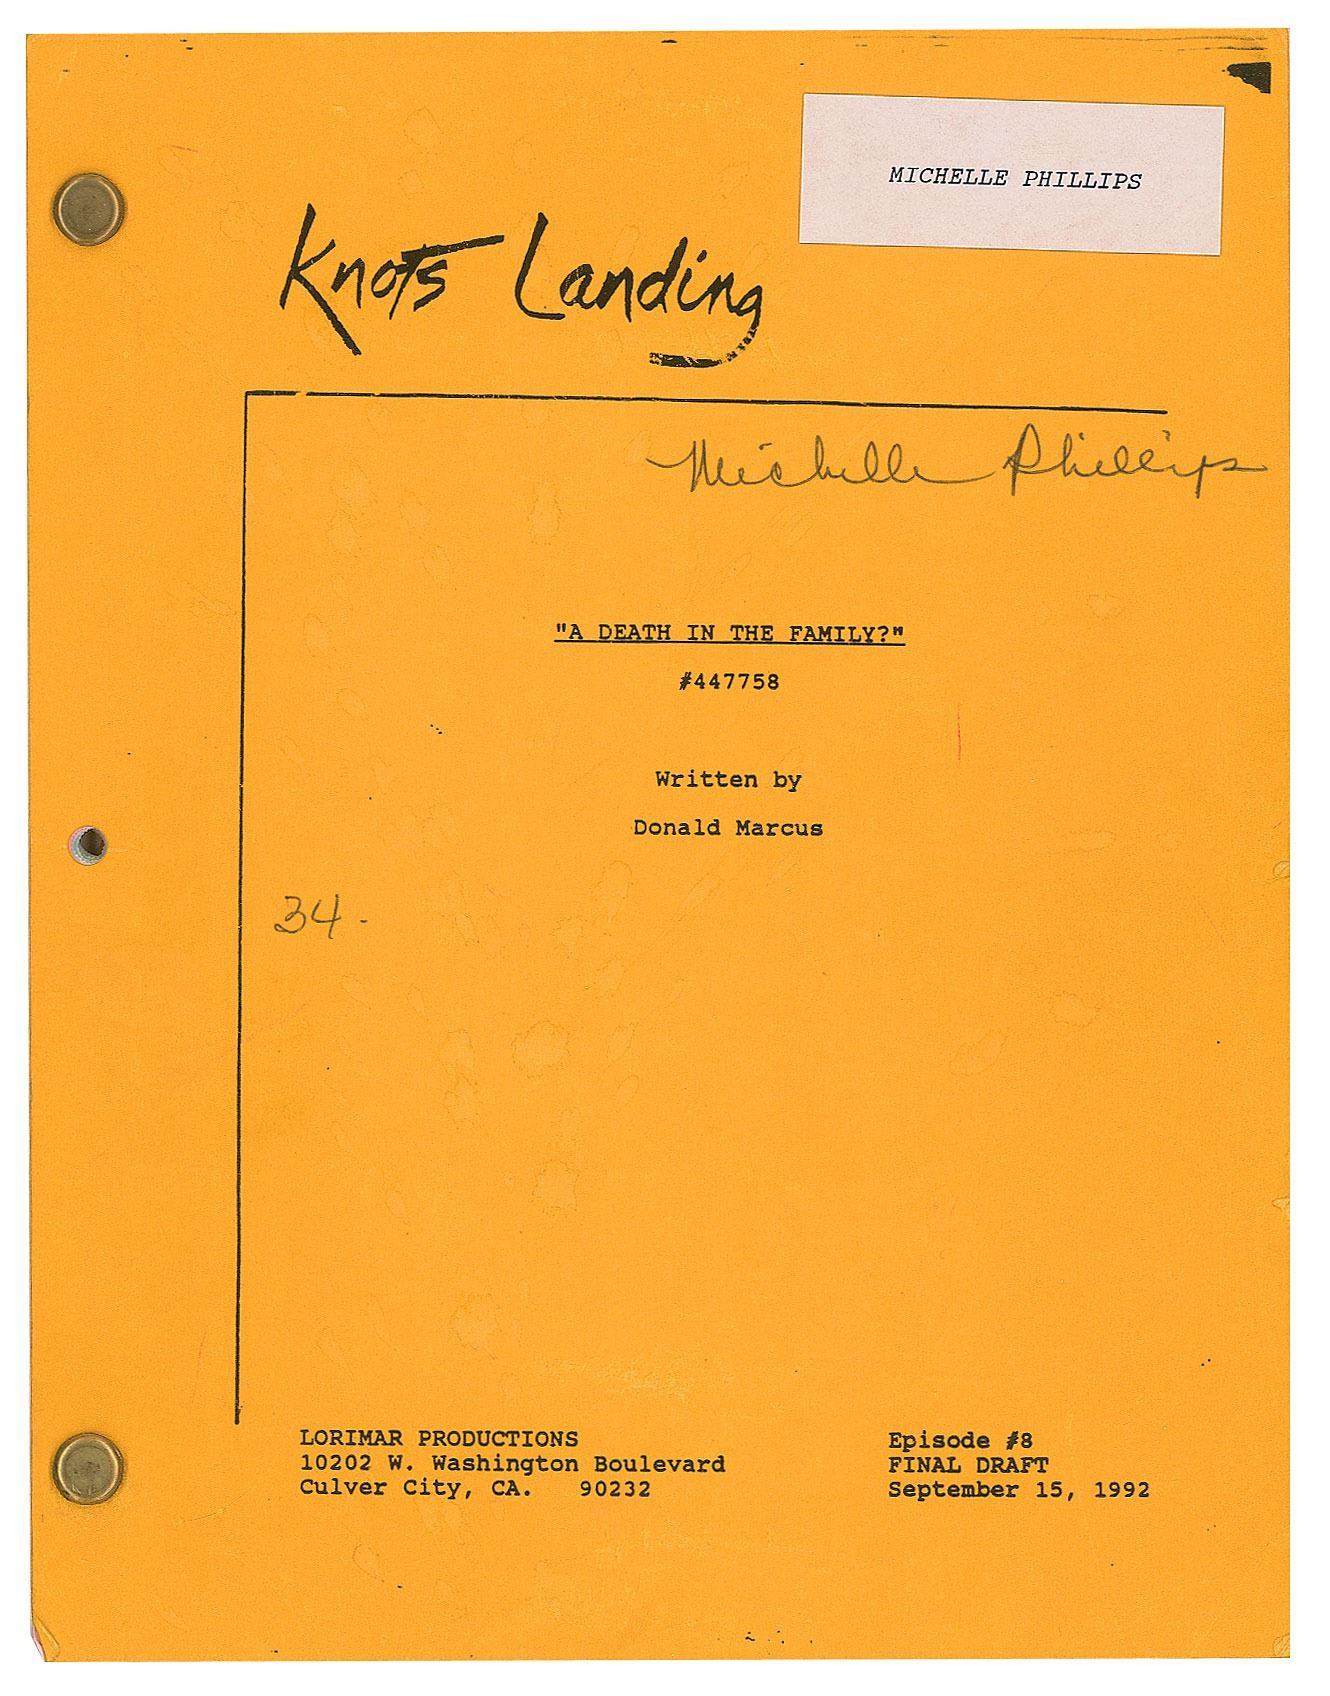 MICHELLE PHILLIPS
Knots Landing
Michelle Phillips
"A DEATH IN THE FAMILY?"
#447758
Written by
Donald Marcus
34-
LORIMAR PRODUCTIONS
10202 W. Washington Boulevard
Culver City, CA.   90232
Episode #8
FINAL DRAFT
September 15, 1992